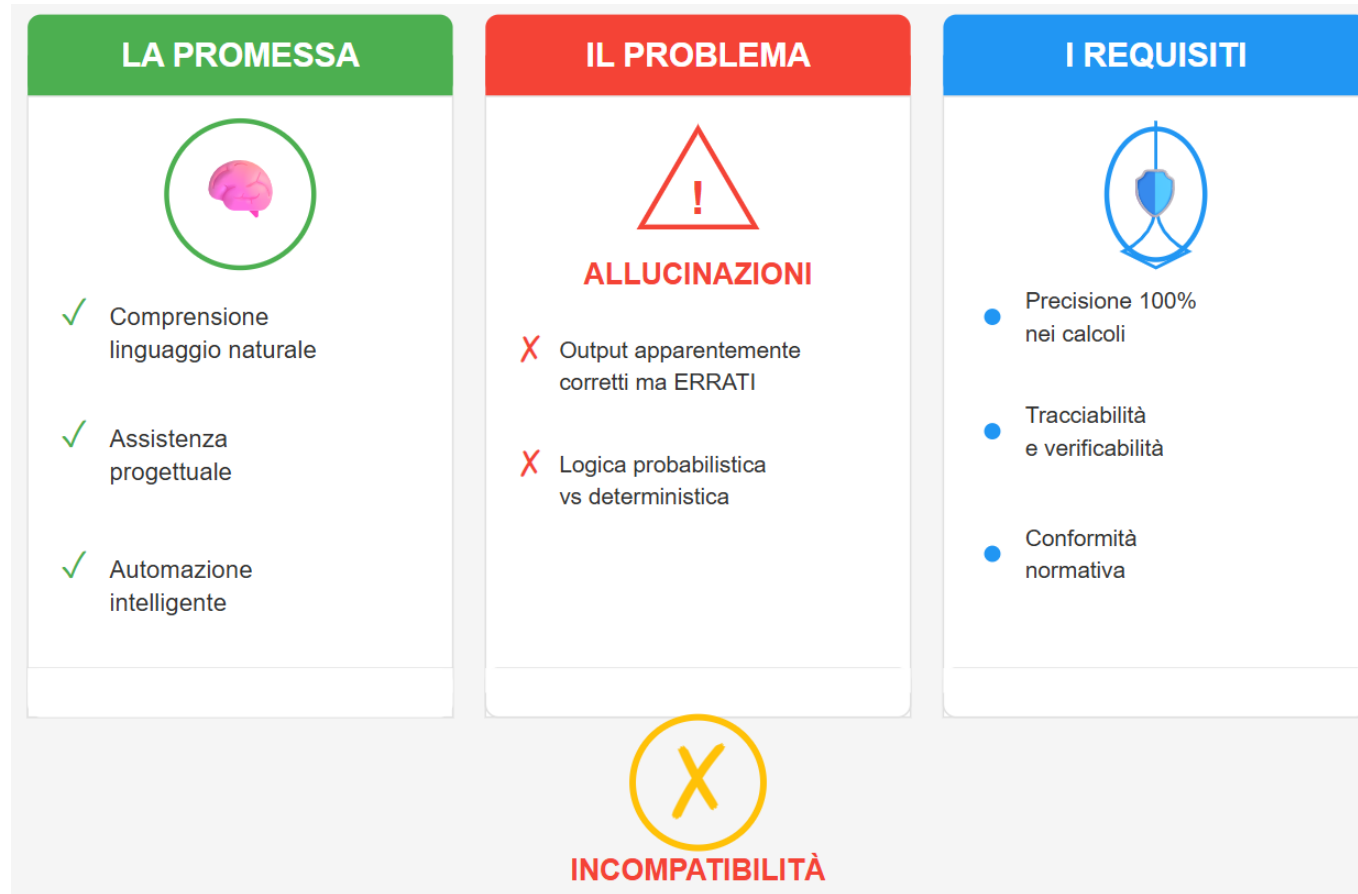 LA PROMESSA
Comprensione
linguaggio naturale
Assistenza
progettuale
Automazione
intelligente
IL PROBLEMA
!
ALLUCINAZIONI
Output apparentemente
corretti ma ERRATI
Logica probabilistica
vs deterministica
I REQUISITI
Precisione 100%
nei calcoli
Tracciabilità
e verificabilità
Conformità
normativa
INCOMPATIBILITÀ